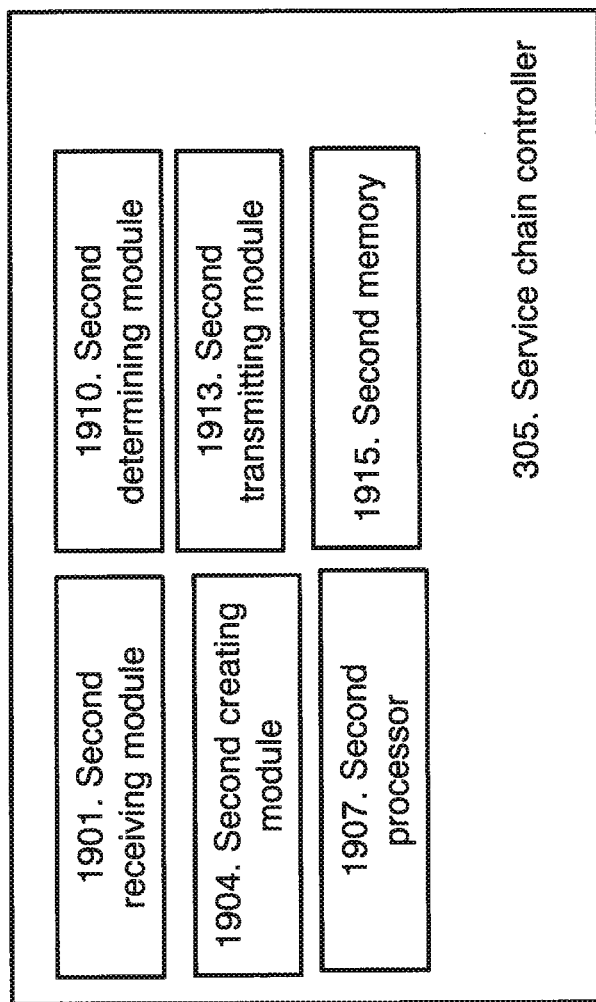 1901. Second
receiving module
1910. Second
determining module
1904. Second creating
module
1913. Second
transmitting module
1907. Second
processor
1915. Second memory
305. Service chain controller